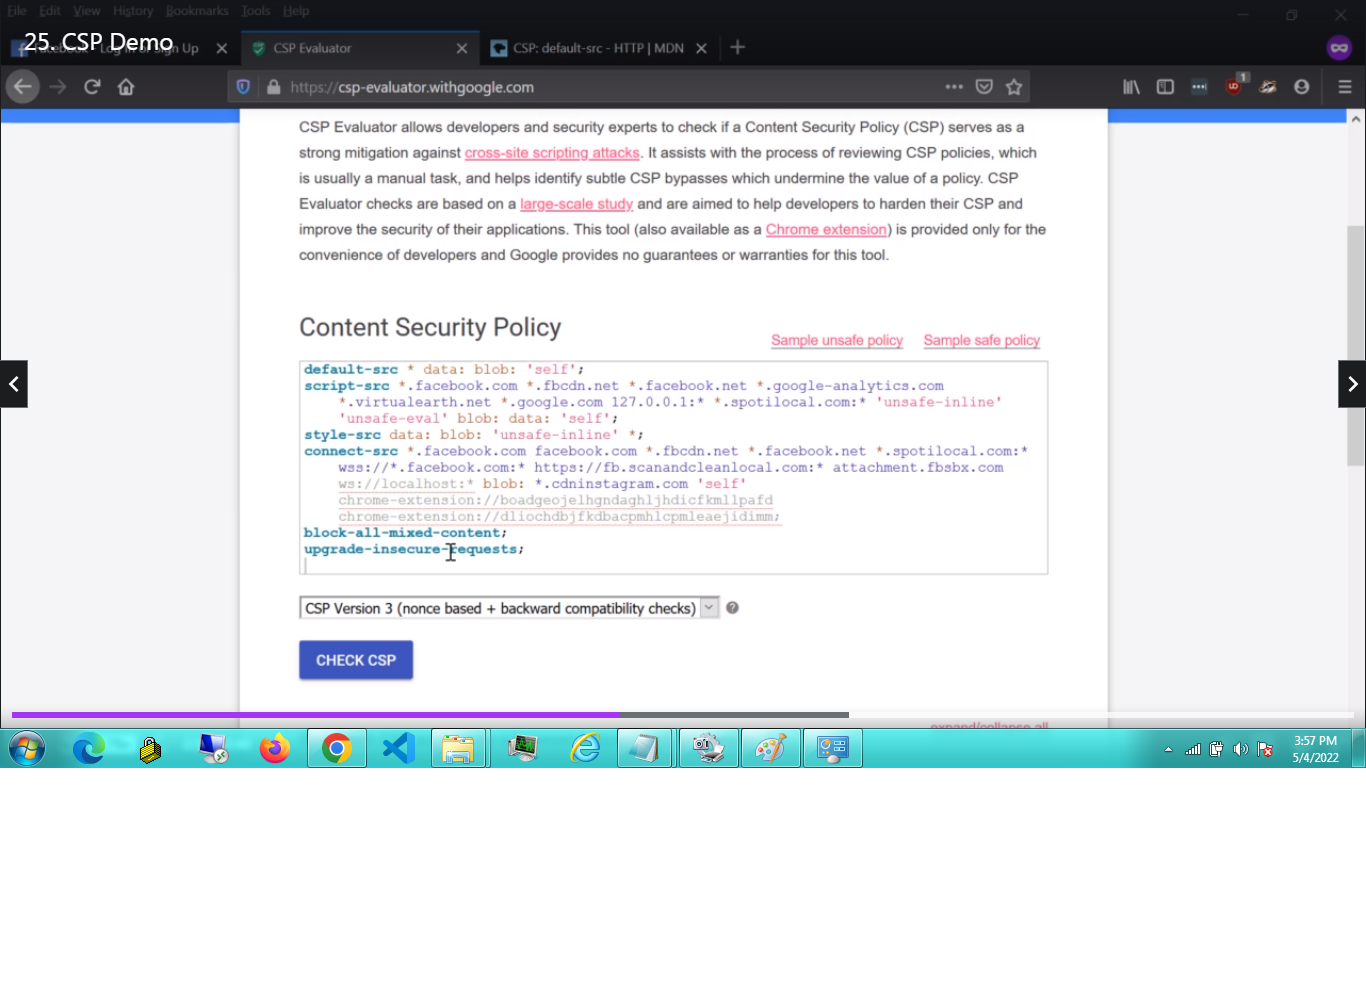 File Edit View History Bookmarks Tools Help
25. CSP Demo
CSP Evaluator
CSP: default-src - HTTP | MDN
https://csp-evaluator.withgoogle.com
1
CSP Evaluator allows developers and security experts to check if a Content Security Policy (CSP) serves as a
strong mitigation against cross-site scripting attacks. It assists with the process of reviewing CSP policies, which
is usually a manual task, and helps identify subtle CSP bypasses which undermine the value of a policy. CSP
Evaluator checks are based on a large-scale study and are aimed to help developers to harden their CSP and
improve the security of their applications. This tool (also available as a Chrome extension) is provided only for the
convenience of developers and Google provides no guarantees or warranties for this tool.
Content Security Policy
Sample unsafe policy Sample safe policy
default-src * data: blob: 'self';
script-src *.facebook.com *.fbcdn.net *.facebook.net *.google-analytics.com
*.virtualearth.net *.google.com 127.0.0.1:* *.spotilocal.com:* 'unsafe-inline'
'unsafe-eval' blob: data: 'self';
style-src data: blob: 'unsafe-inline' *;
connect-src *.facebook.com facebook.com *.fbcdn.net *.facebook.net *.spotilocal.com:*
wss://*.facebook.com:* https://fb.scanandcleanlocal.com:* attachment.fbsbx.com
ws://localhost:* blob: *.cdninstagram.com 'self'
chrome-extension://boadgeojelhgndaghljhdicfkmllpafd
chrome-extension://dliochdbjfkdbacpmhlcpmleaejidimm;
block-all-mixed-content;
upgrade-insecure-requests;
CSP Version 3 (nonce based + backward compatibility checks)
CHECK CSP
expand/collapse all
3:57 PM
5/4/2022